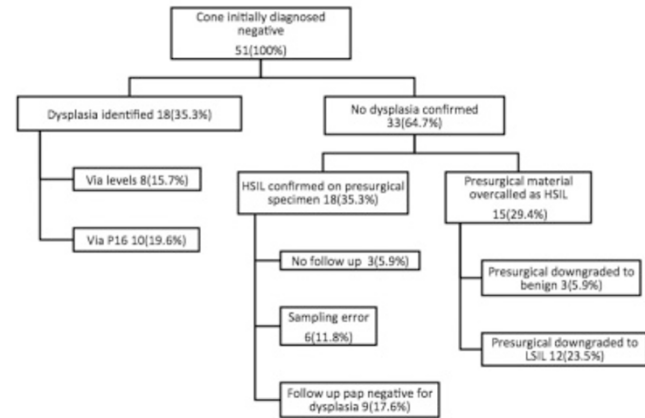 Cone initially diagnosed
negative
51(100%)
Dysplasia identified 18(35.3%)
No dysplasia confirmed
33(64.7%)
Via levels 8(15.7%)
Via P16 10(19.6%)
HSIL confirmed on presurgical
specimen 18(35.3%)
Presurgical material
overcalled as HSIL
15(29.4%)
No follow up 3(5.9%)
Sampling error
6(11.8%)
Follow up pap negative for
dysplasia 9(17.6%)
Presurgical downgraded to
benign 3(5.9%)
Presurgical downgraded to
LSIL 12(23.5%)